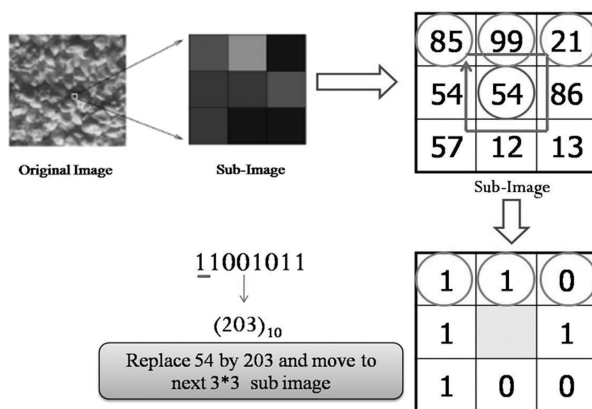 85 99 21
54 54 86
57 12 13
Original Image
Sub-Image
Sub-Image
11001011
(203)10
Replace 54 by 203 and move to
next 3*3 sub image
1 1 0
1 1
1 0 0